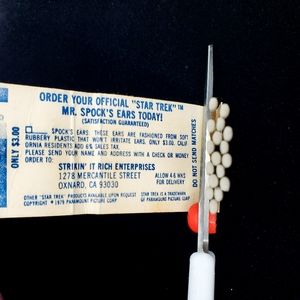 ORDER YOUR OFFICIAL "STAR TREK"™
MR. SPOCK'S EARS TODAY!
(SATISFACTION GUARANTEED)
ONLY $3.00
SPOCK'S EARS. THESE EARS ARE FASHIONED FROM SOFT
RUBBERY PLASTIC THAT WON'T IRRITATE EARS. ONLY $3.00. CALIF
ORNIA RESIDENTS ADD 6% SALES TAX.
PLEASE SEND YOUR NAME AND ADDRESS WITH A CHECK OR MONEY
ORDER TO:
STRIKIN' IT RICH ENTERPRISES
1278 MERCANTILE STREET
OXNARD, CA 93030
ALLOW 4-6 WKS
FOR DELIVERY
OTHER "STAR TREK" PRODUCTS AVAILABLE UPON REQUEST
COPYRIGHT © 1979 PARAMOUNT PICTURE CORP
STAR TREK IS A TRADEMARK
OF PARAMOUNT PICTURE CORP
DO NOT SEND MATCHES